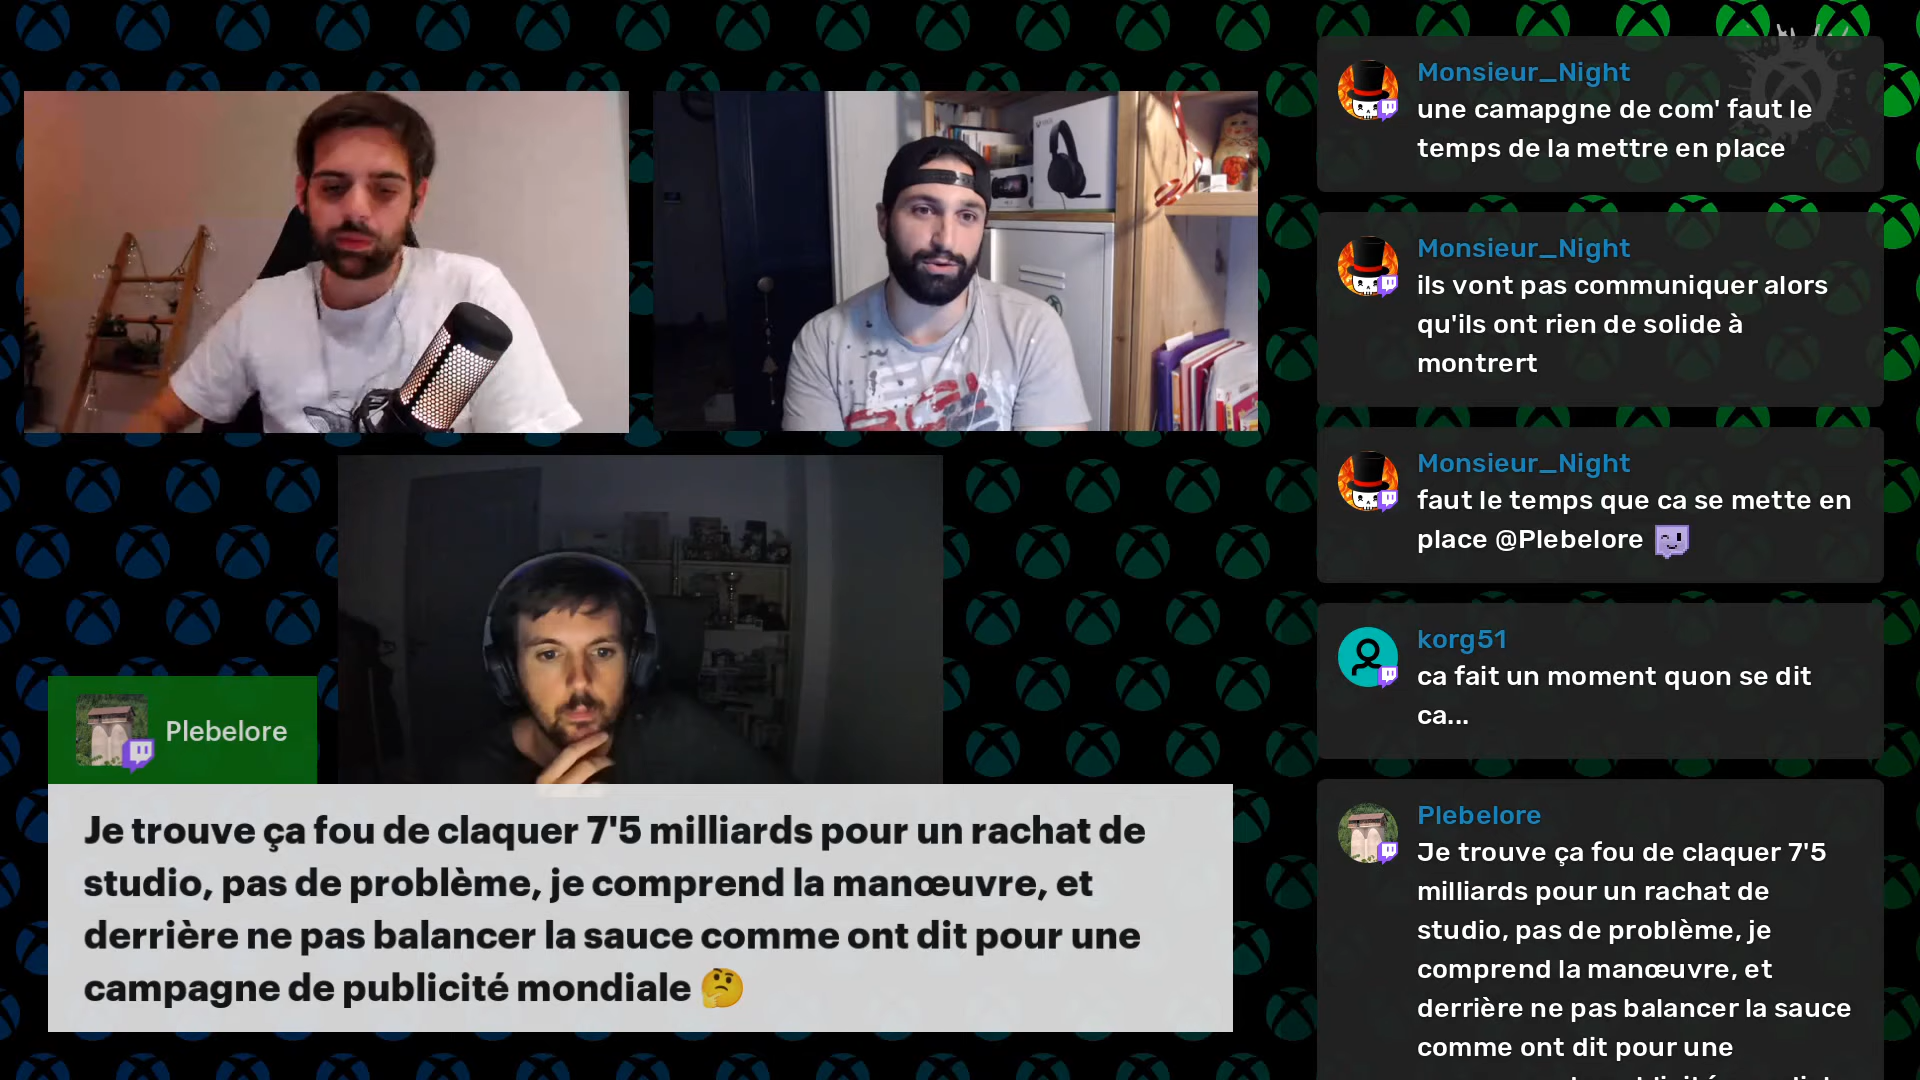 Monsieur_Night
une camapgne de com' faut le
temps de la mettre en place
Monsieur_Night
ils vont pas communiquer alors
qu'ils ont rien de solide à
montrert
Monsieur_Night
faut le temps que ca se mette en
place @Plebelore
korg51
ca fait un moment quon se dit
ca...
Plebelore
Je trouve ça fou de claquer 7'5
milliards pour un rachat de
studio, pas de problème, je
comprend la manœuvre, et
derrière ne pas balancer la sauce
comme ont dit pour une
Plebelore
Je trouve ça fou de claquer 7'5 milliards pour un rachat de
studio, pas de problème, je comprend la manœuvre, et
derrière ne pas balancer la sauce comme ont dit pour une
campagne de publicité mondiale 🤔